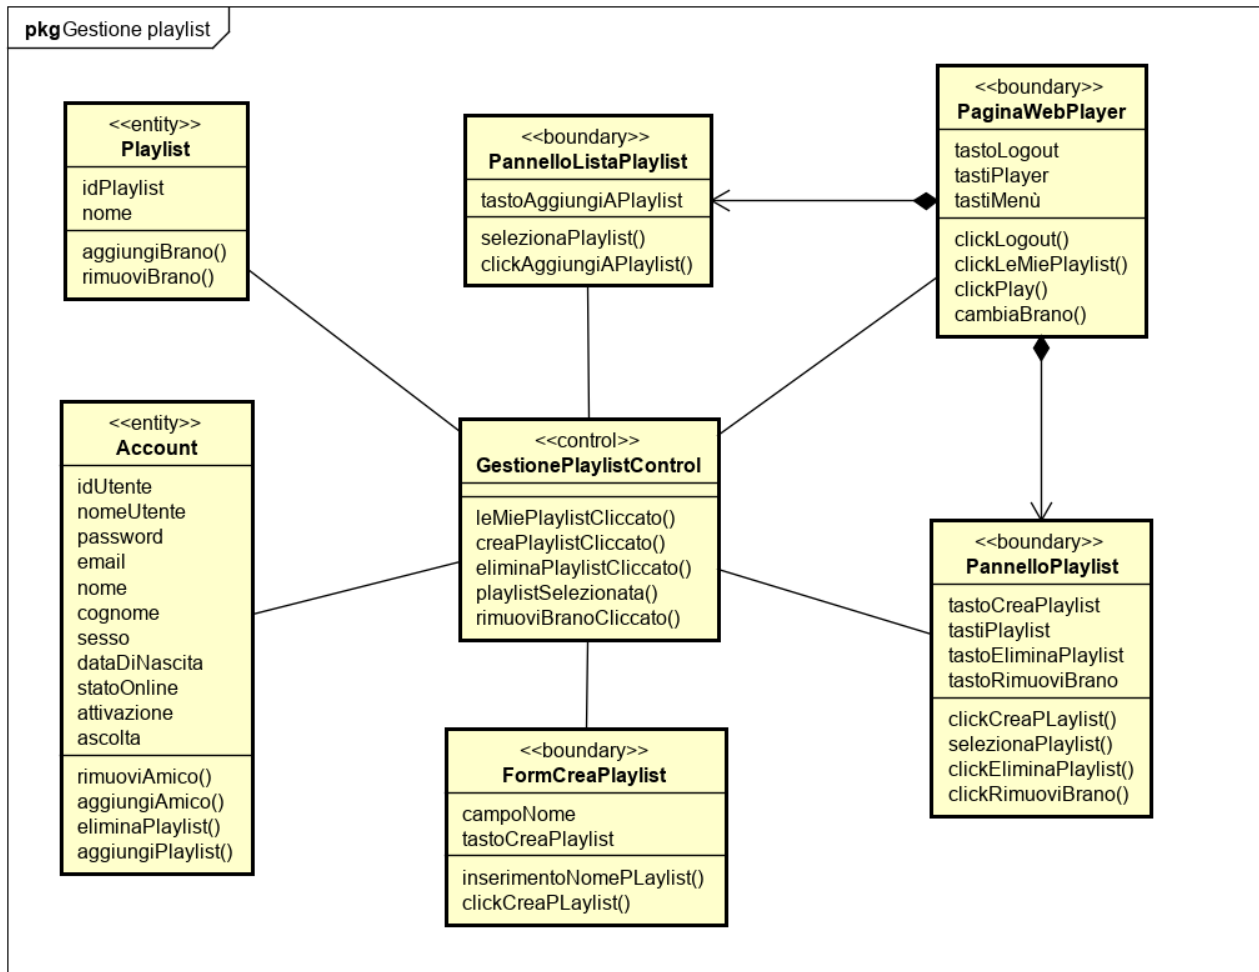 pkg Gestione playlist
<<entity>>
Playlist
idPlaylist
nome
aggiungiBrano()
rimuoviBrano()
<<boundary>>
PannelloListaPlaylist
tastoAggiungiAPlaylist
selezionaPlaylist()
clickAggiungiAPlaylist()
<<boundary>>
PaginaWebPlayer
tastoLogout
tastiPlayer
tastiMenù
clickLogout()
clickLeMiePlaylist()
clickPlay()
cambiaBrano()
<<entity>>
Account
idUtente
nomeUtente
password
email
nome
cognome
sesso
dataDiNascita
statoOnline
attivazione
ascolta
rimuoviAmico()
aggiungiAmico()
eliminaPlaylist()
aggiungiPlaylist()
<<control>>
GestionePlaylistControl
leMiePlaylistCliccato()
creaPlaylistCliccato()
eliminaPlaylistCliccato()
playlistSelezionata()
rimuoviBranoCliccato()
<<boundary>>
PannelloPlaylist
tastoCreaPlaylist
tastiPlaylist
tastoEliminaPlaylist
tastoRimuoviBrano
clickCreaPLaylist()
selezionaPlaylist()
clickEliminaPlaylist()
clickRimuoviBrano()
<<boundary>>
FormCreaPlaylist
campoNome
tastoCreaPlaylist
inserimentoNomePLaylist()
clickCreaPLaylist()